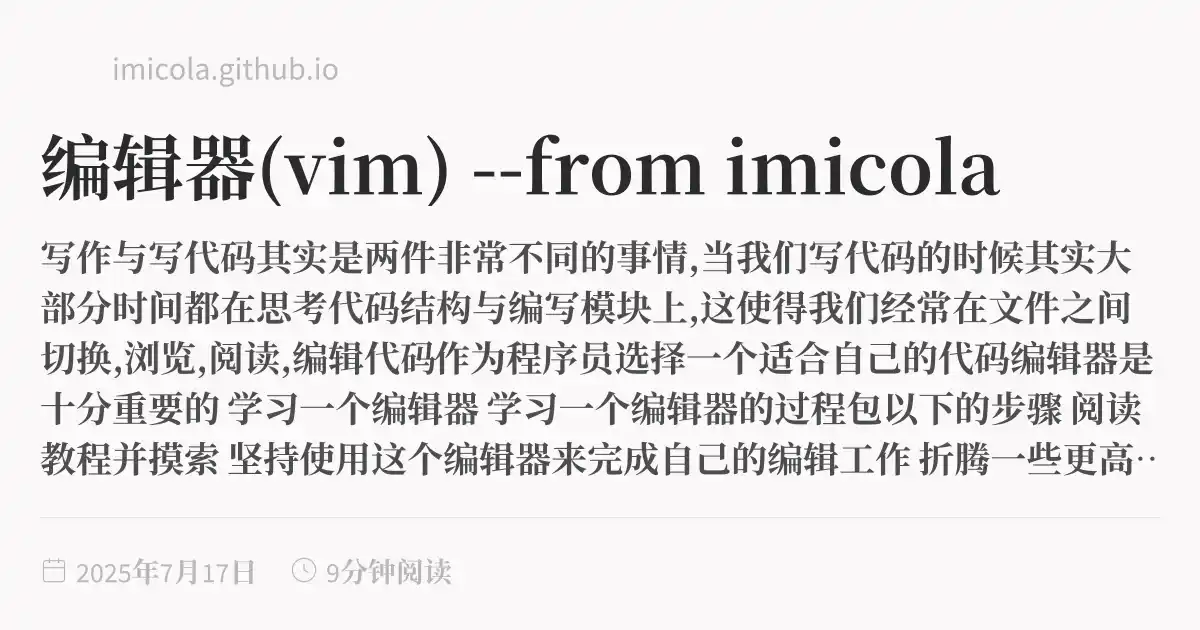 imicola.github.io
编辑器(vim) --from imicola
写作与写代码其实是两件非常不同的事情,当我们写代码的时候其实大
部分时间都在思考代码结构与编写模块上,这使得我们经常在文件之间
切换,浏览,阅读,编辑代码作为程序员选择一个适合自己的代码编辑器是
十分重要的 学习一个编辑器 学习一个编辑器的过程包以下的步骤 阅读
教程并摸索 坚持使用这个编辑器来完成自己的编辑工作 折腾一些更高…
2025年7月17日 9分钟阅读